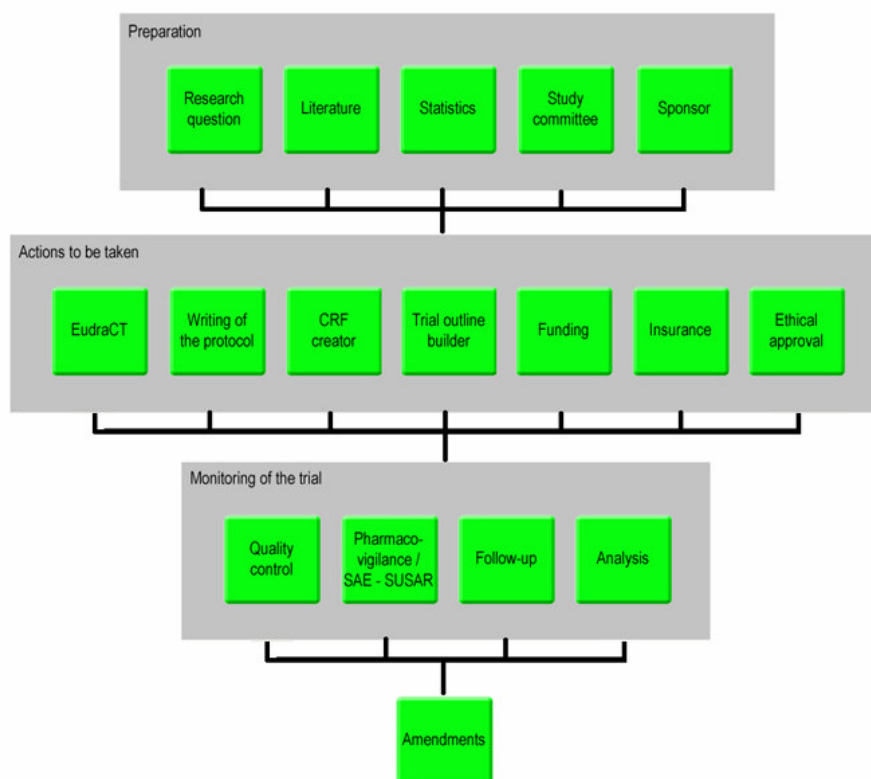 Preparation
Research
question
Literature
Statistics
Study
committee
Sponsor
Actions to be taken
EudraCT
Writing of
the protocol
CRF
creator
Trial outline
builder
Funding
Insurance
Ethical
approval
Monitoring of the trial
Quality
control
Pharmaco-
vigilance /
SAE - SUSAR
Follow-up
Analysis
Amendments